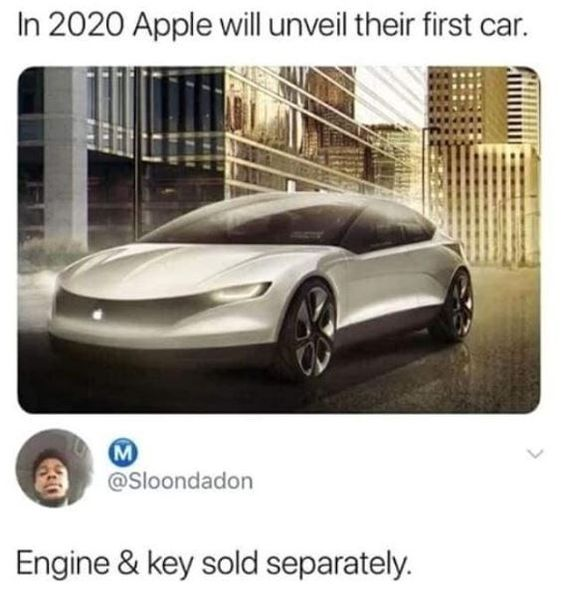 In 2020 Apple will unveil their first car.
M
@Sloondadon
Engine & key sold separately.